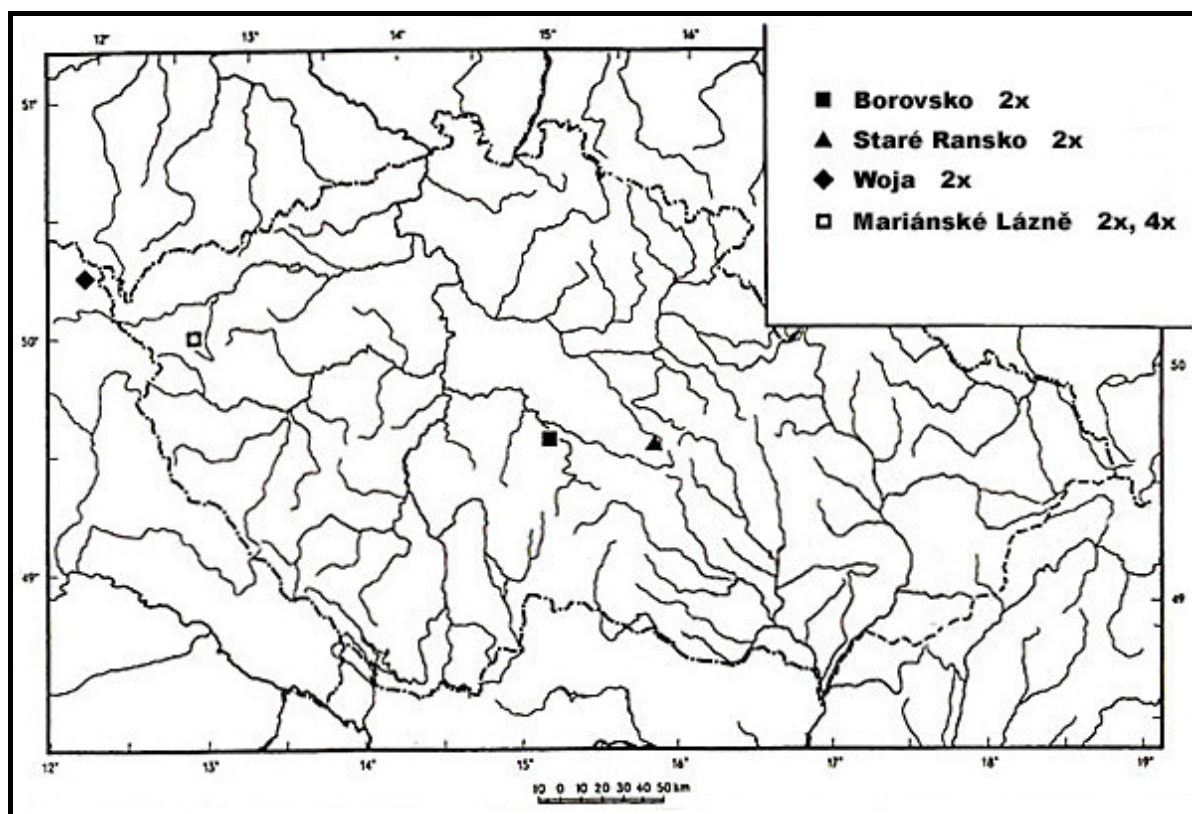 12° 13° 14° 15° 16°
51°
Borovsko 2x
Staré Ransko 2x
Woja 2x
Mariánské Lázně 2x, 4x
50° 50
49° 49
12° 13° 14° 15° 16° 17° 18° 19°
10 0 10 20 30 40 50 km